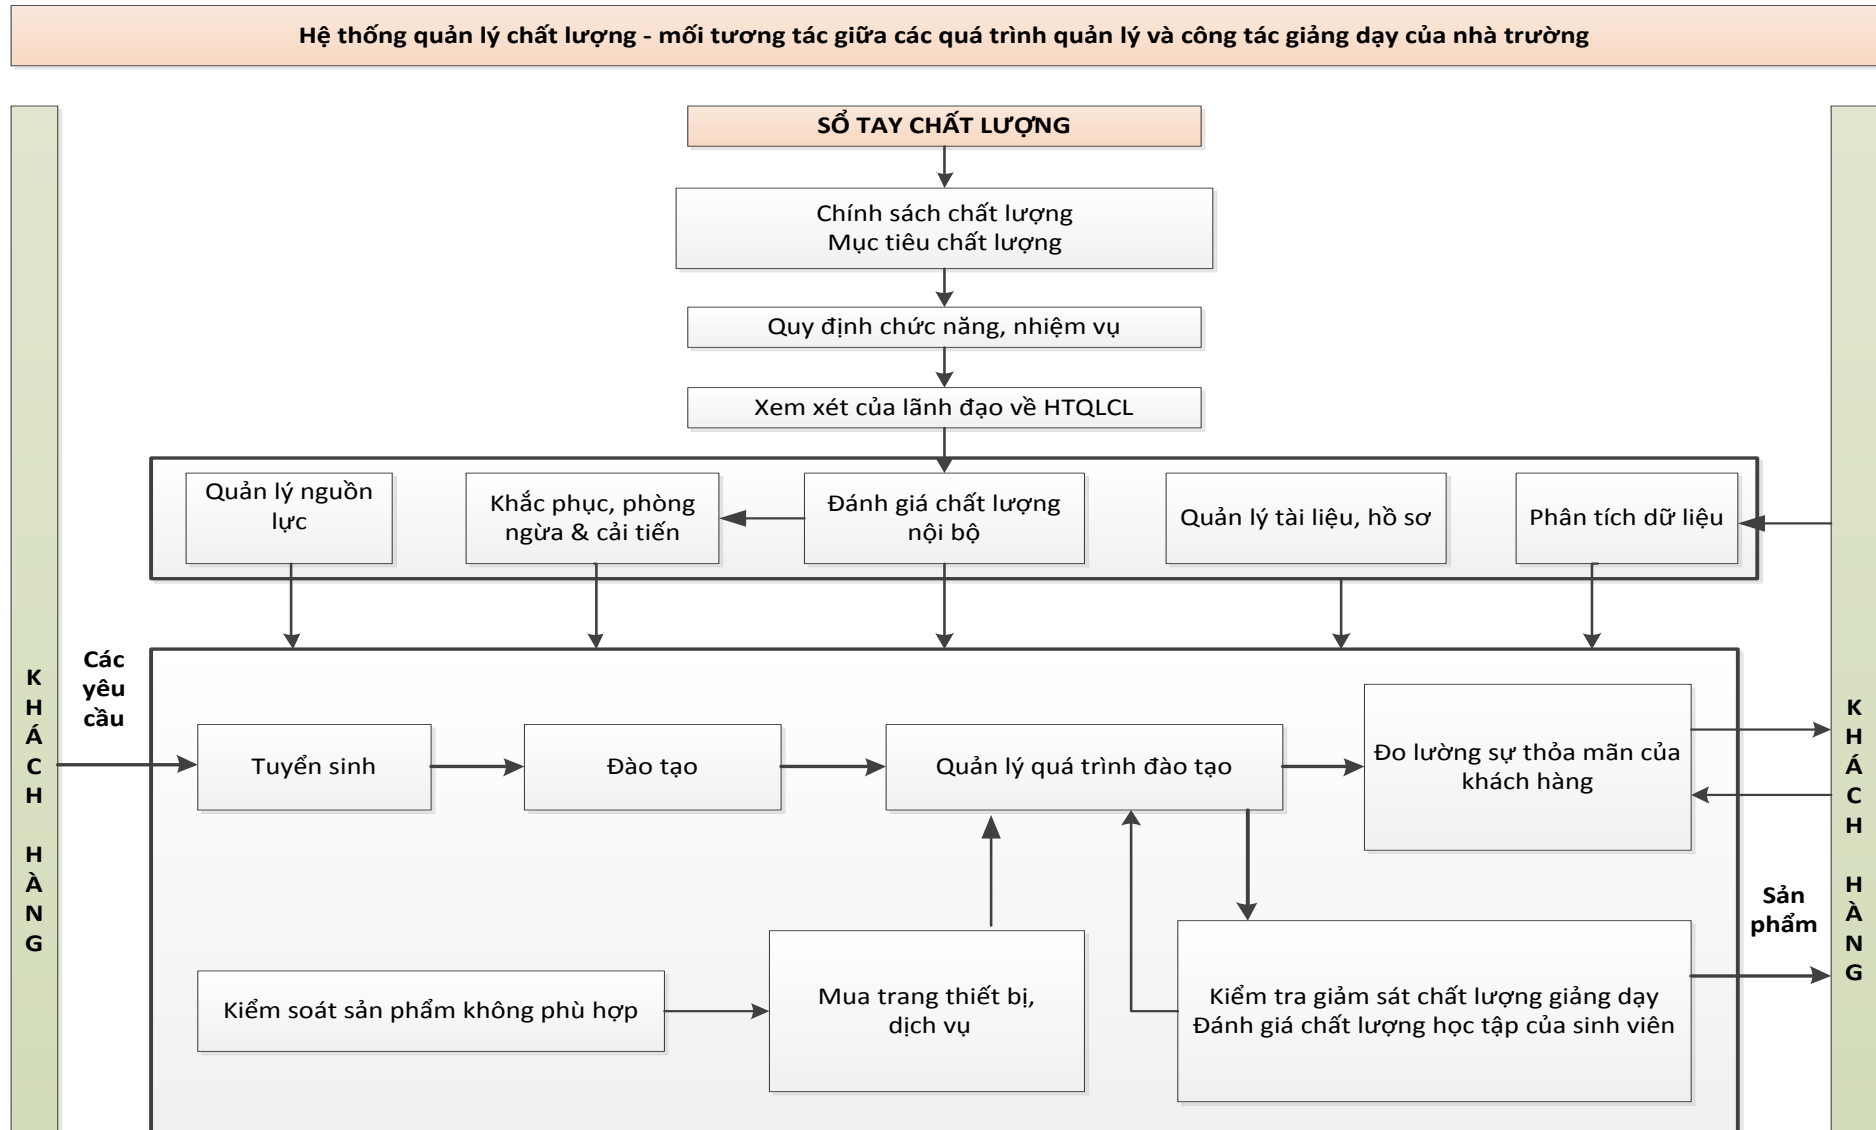 Hệ thống quản lý chất lượng - mối tương tác giữa các quá trình quản lý và công tác giảng dạy của nhà trường
SỔ TAY CHẤT LƯỢNG
Chính sách chất lượng
Mục tiêu chất lượng
Quy định chức năng, nhiệm vụ
Xem xét của lãnh đạo về HTQLCL
Quản lý nguồn
lực
Khắc phục, phòng
ngừa & cải tiến
Đánh giá chất lượng
nội bộ
Quản lý tài liệu, hồ sơ
Phân tích dữ liệu
KHÁCH HÀNG
Các
yêu
cầu
Tuyển sinh
Đào tạo
Quản lý quá trình đào tạo
Đo lường sự thỏa mãn của
khách hàng
KHÁCH HÀNG
Sản
phẩm
Kiểm soát sản phẩm không phù hợp
Mua trang thiết bị,
dịch vụ
Kiểm tra giảm sát chất lượng giảng dạy
Đánh giá chất lượng học tập của sinh viên